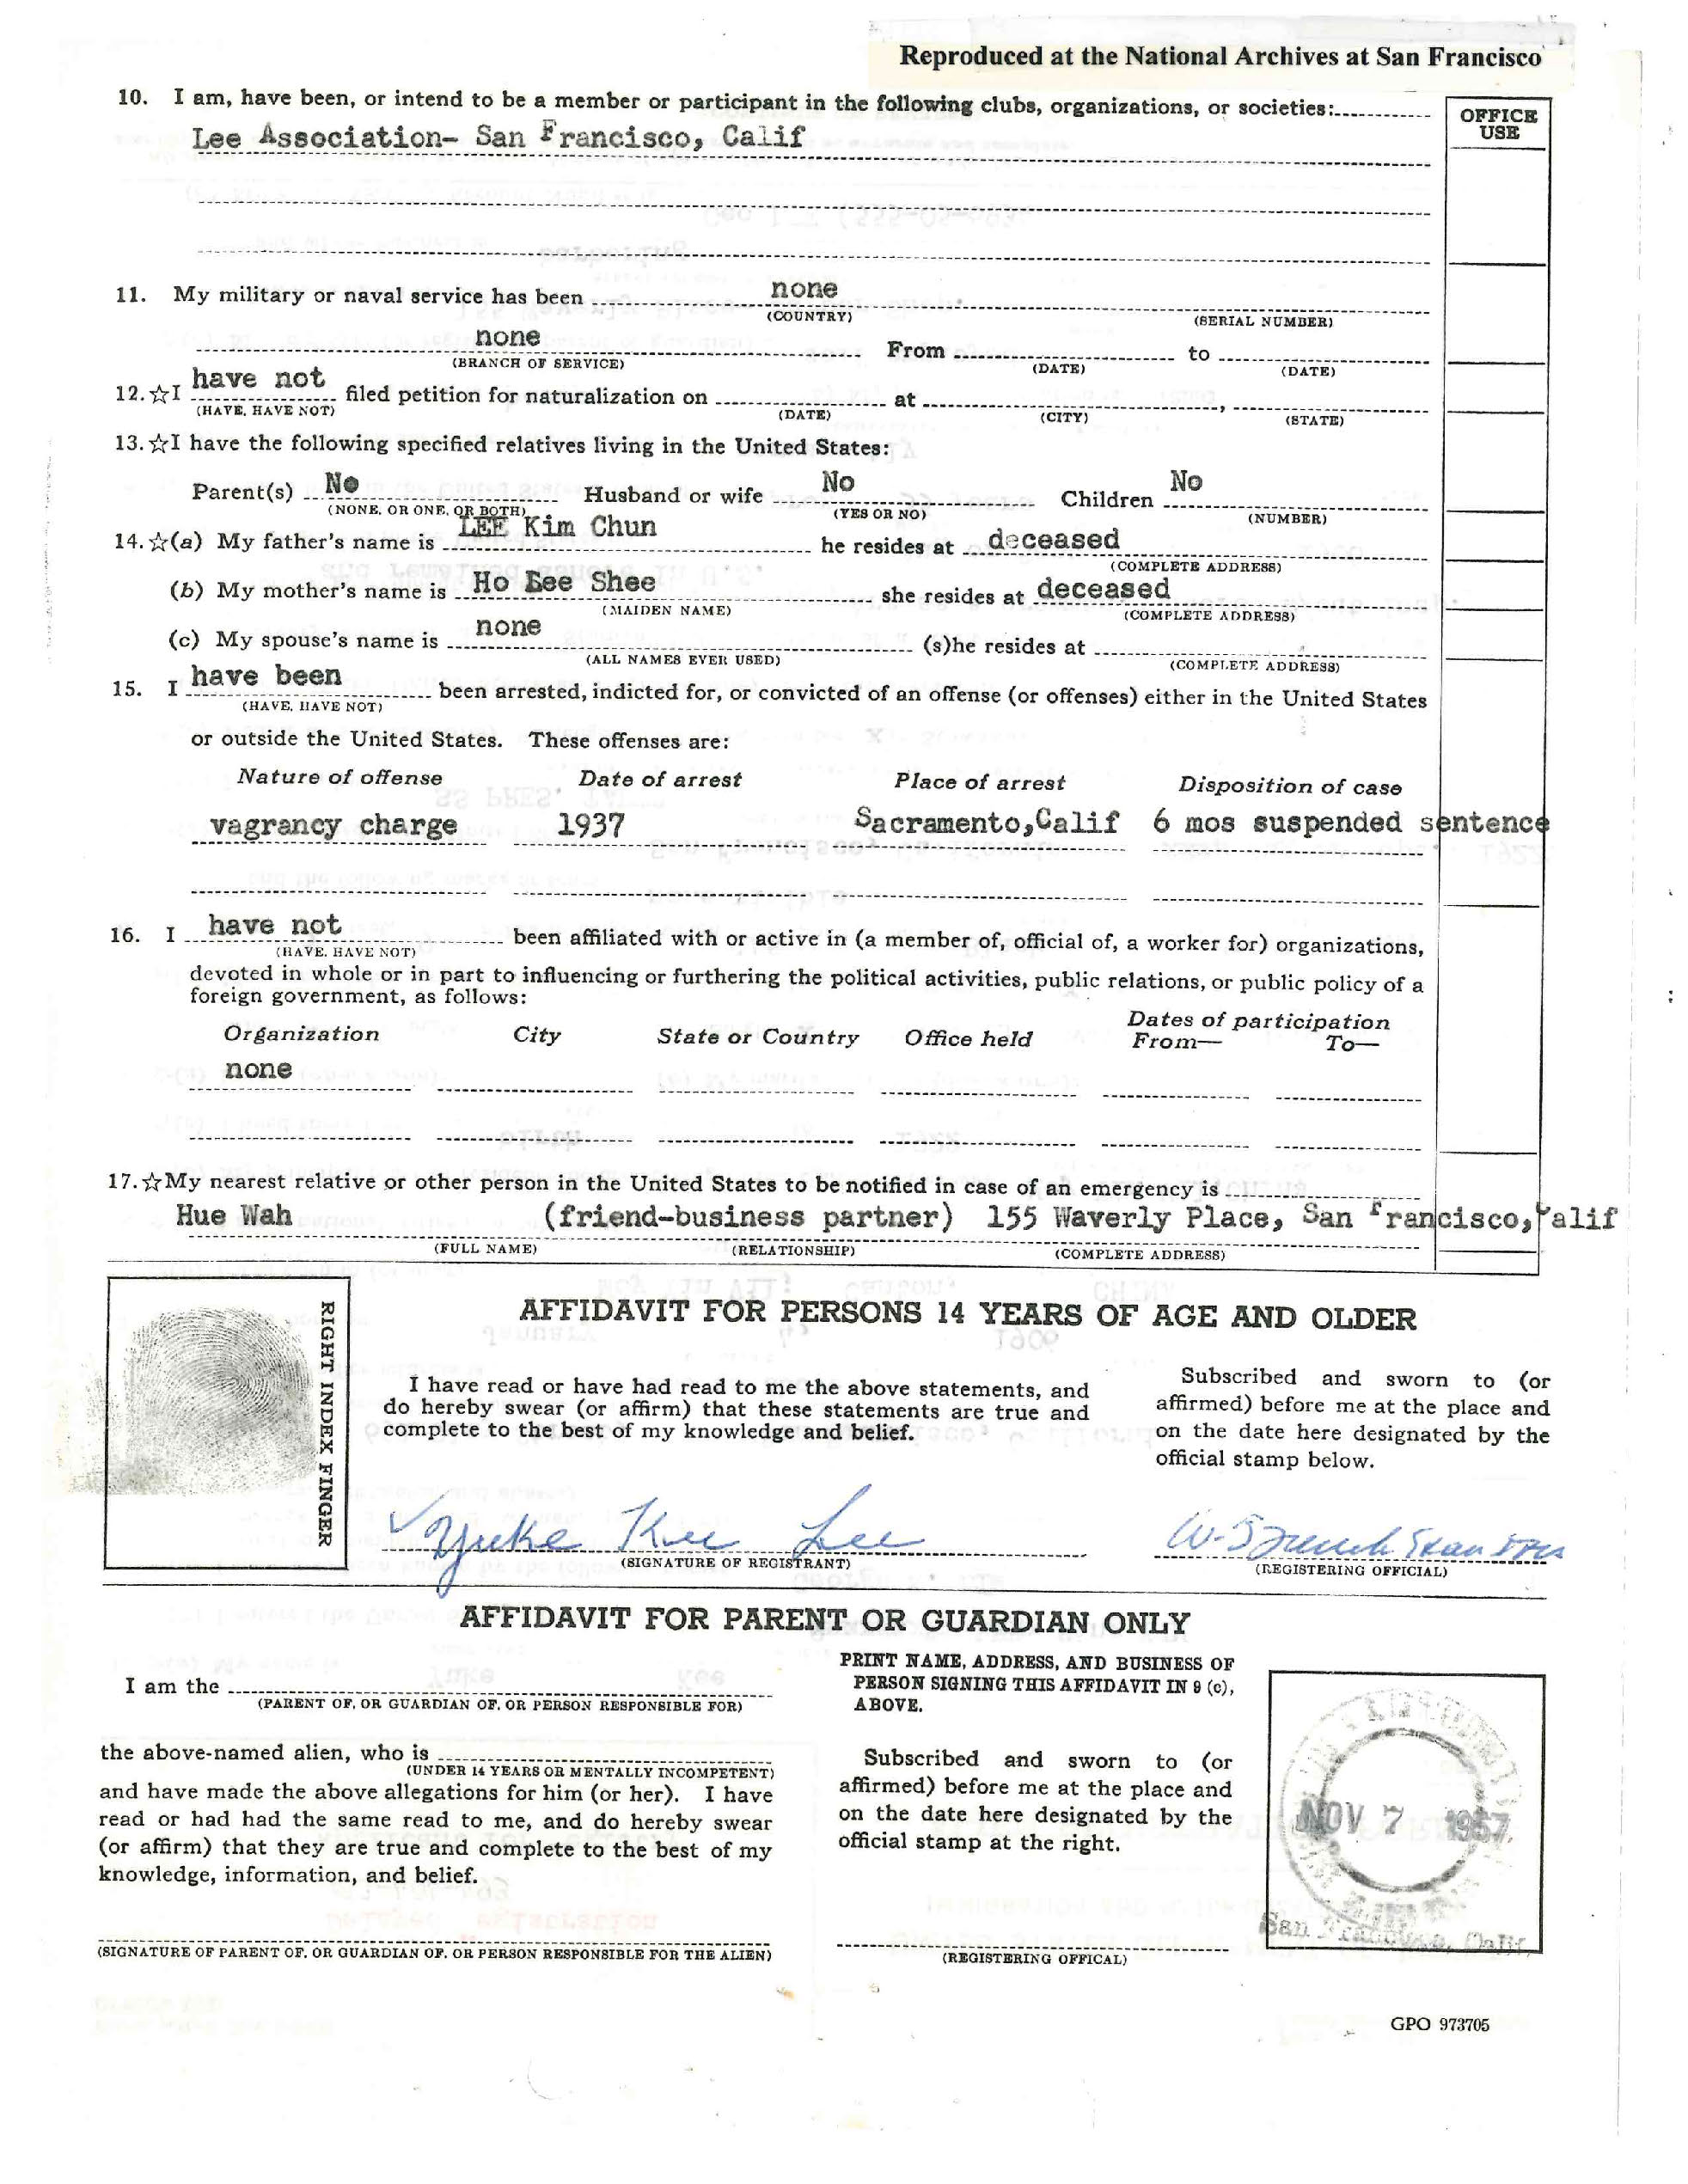 Reproduced at the National Archives at San Francisco
10. I am, have been, or intend to be a member or participant in the following clubs, organizations, or societies:
OFFICE USE
Lee Association- San Francisco, Calif
11. My military or naval service has been none
(COUNTRY) (SERIAL NUMBER)
none From to
(BRANCH OF SERVICE) (DATE) (DATE)
12. ☆I have not filed petition for naturalization on at ,
(HAVE, HAVE NOT) (DATE) (CITY) (STATE)
13. ☆I have the following specified relatives living in the United States:
Parent(s) No Husband or wife No Children No
(NONE, OR ONE, OR BOTH) (YES OR NO) (NUMBER)
14. ☆(a) My father's name is LEE Kim Chun he resides at deceased
(COMPLETE ADDRESS)
(b) My mother's name is Ho Lee Shee she resides at deceased
(MAIDEN NAME) (COMPLETE ADDRESS)
(c) My spouse's name is none (s)he resides at
(ALL NAMES EVER USED) (COMPLETE ADDRESS)
15. I have been been arrested, indicted for, or convicted of an offense (or offenses) either in the United States
(HAVE, HAVE NOT)
or outside the United States. These offenses are:
Nature of offense Date of arrest Place of arrest Disposition of case
vagrancy charge 1937 Sacramento,Calif 6 mos suspended sentence
16. I have not been affiliated with or active in (a member of, official of, a worker for) organizations,
(HAVE, HAVE NOT)
devoted in whole or in part to influencing or furthering the political activities, public relations, or public policy of a
foreign government, as follows:
Organization City State or Country Office held Dates of participation
From— To—
none
17. ☆My nearest relative or other person in the United States to be notified in case of an emergency is
Hue Wah (friend-business partner) 155 Waverly Place, San Francisco,Calif
(FULL NAME) (RELATIONSHIP) (COMPLETE ADDRESS)
RIGHT INDEX FINGER
AFFIDAVIT FOR PERSONS 14 YEARS OF AGE AND OLDER
I have read or have had read to me the above statements, and
do hereby swear (or affirm) that these statements are true and
complete to the best of my knowledge and belief.
Subscribed and sworn to (or
affirmed) before me at the place and
on the date here designated by the
official stamp below.
Yuke Kee Lee
(SIGNATURE OF REGISTRANT) (REGISTERING OFFICIAL)
AFFIDAVIT FOR PARENT OR GUARDIAN ONLY
I am the
(PARENT OF, OR GUARDIAN OF, OR PERSON RESPONSIBLE FOR)
the above-named alien, who is
(UNDER 14 YEARS OR MENTALLY INCOMPETENT)
and have made the above allegations for him (or her). I have
read or had had the same read to me, and do hereby swear
(or affirm) that they are true and complete to the best of my
knowledge, information, and belief.
(SIGNATURE OF PARENT OF, OR GUARDIAN OF, OR PERSON RESPONSIBLE FOR THE ALIEN)
PRINT NAME, ADDRESS, AND BUSINESS OF
PERSON SIGNING THIS AFFIDAVIT IN 9 (c),
ABOVE.
Subscribed and sworn to (or
affirmed) before me at the place and
on the date here designated by the
official stamp at the right.
(REGISTERING OFFICAL)
NOV 7 1957
San Francisco, Calif.
GPO 973705